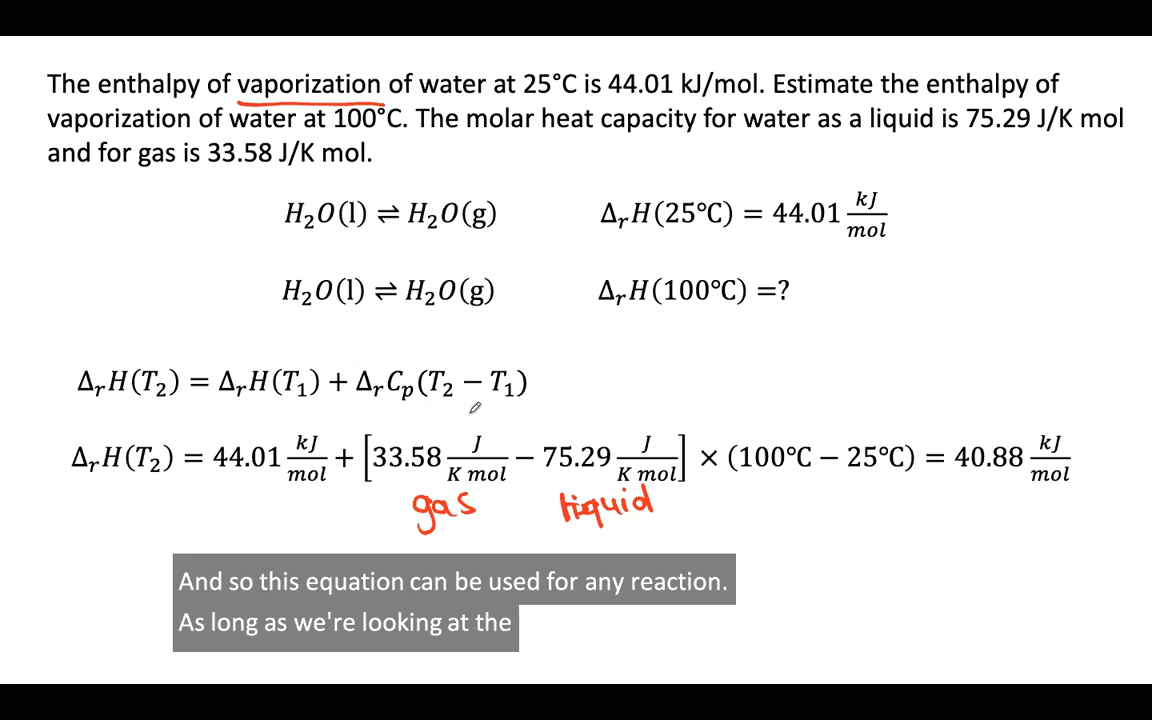 The enthalpy of vaporization of water at 25°C is 44.01 kJ/mol. Estimate the enthalpy of
vaporization of water at 100°C. The molar heat capacity for water as a liquid is 75.29 J/K mol
and for gas is 33.58 J/K mol.
H₂O(l) ⇌ H₂O(g) ΔᵣH(25℃) = 44.01 kJ/mol
H₂O(l) ⇌ H₂O(g) ΔᵣH(100℃) =?
ΔᵣH(T₂) = ΔᵣH(T₁) + ΔᵣCₚ(T₂ − T₁)
ΔᵣH(T₂) = 44.01 kJ/mol + [33.58 J/K mol − 75.29 J/K mol] × (100℃ − 25℃) = 40.88 kJ/mol
gas liquid
And so this equation can be used for any reaction.
As long as we're looking at the